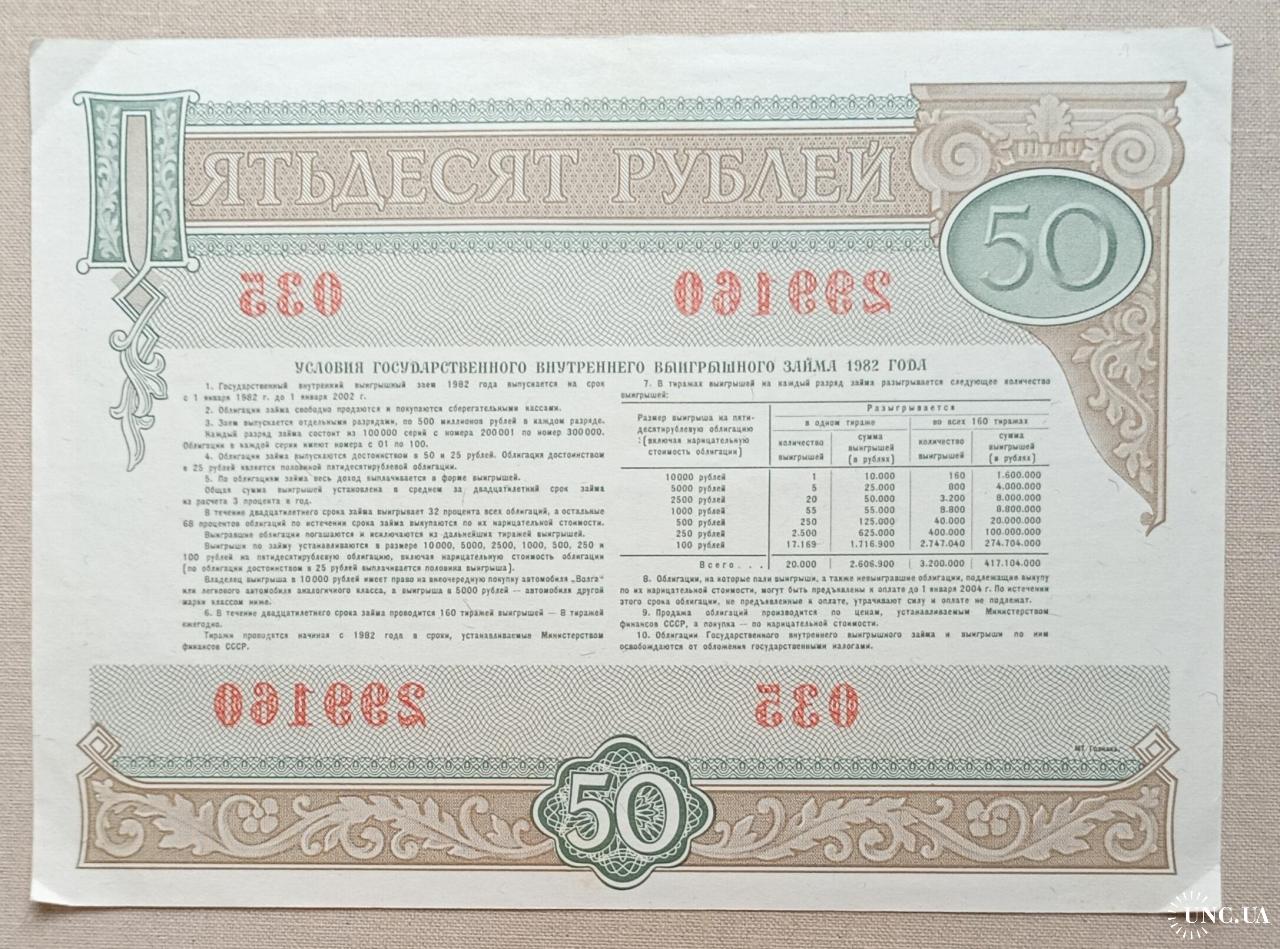 ПЯТЬДЕСЯТ РУБЛЕЙ
50
035 299160
УСЛОВИЯ ГОСУДАРСТВЕННОГО ВНУТРЕННЕГО ВЫИГРЫШНОГО ЗАЙМА 1982 ГОДА
1. Государственный внутренний выигрышный заем 1982 года выпускается на срок
с 1 января 1982 г. до 1 января 2002 г.
2. Облигации займа свободно продаются и покупаются сберегательными кассами.
3. Заем выпускается отдельными разрядами, по 500 миллионов рублей в каждом разряде.
Каждый разряд займа состоит из 100000 серий с номера 200001 по номер 300000.
Облигации в каждой серии имеют номера с 01 по 100.
4. Облигации займа выпускаются достоинством в 50 и 25 рублей. Облигация достоинством
в 25 рублей является половиной пятидесятирублевой облигации.
5. По облигациям займа весь доход выплачивается в форме выигрышей.
Общая сумма выигрышей установлена в среднем за двадцатилетний срок займа
из расчета 3 процента в год.
В течение двадцатилетнего срока займа выигрывает 32 процента всех облигаций, а остальные
68 процентов облигаций по истечении срока займа выкупаются по их нарицательной стоимости.
Выигравшие облигации погашаются и исключаются из дальнейших тиражей выигрышей.
Выигрыши по займу устанавливаются в размере 10000, 5000, 2500, 1000, 500, 250 и
100 рублей на пятидесятирублевую облигацию, включая нарицательную стоимость облигации
(по облигации достоинством в 25 рублей выплачивается половина выигрыша).
Владелец выигрыша в 10000 рублей имеет право на внеочередную покупку автомобиля „Волга"
или легкового автомобиля аналогичного класса, а выигрыша в 5000 рублей — автомобиля другой
марки классом ниже.
6. В течение двадцатилетнего срока займа проводится 160 тиражей выигрышей — 8 тиражей
ежегодно.
Тиражи проводятся начиная с 1982 года в сроки, устанавливаемые Министерством
финансов СССР.
7. В тиражах выигрышей на каждый разряд займа разыгрывается следующее количество
выигрышей:
Размер выигрыша на пяти-
десятирублевую облигацию
(включая нарицательную
стоимость облигации)
Разыгрывается
в одном тираже во всех 160 тиражах
количество выигрышей сумма выигрышей (в рублях) количество выигрышей сумма выигрышей (в рублях)
10000 рублей 1 10.000 160 1.600.000
5000 рублей 5 25.000 800 4.000.000
2500 рублей 20 50.000 3.200 8.000.000
1000 рублей 55 55.000 8.800 8.800.000
500 рублей 250 125.000 40.000 20.000.000
250 рублей 2.500 625.000 400.000 100.000.000
100 рублей 17.169 1.716.900 2.747.040 274.704.000
Всего... 20.000 2.606.900 3.200.000 417.104.000
8. Облигации, на которые пали выигрыши, а также невыигравшие облигации, подлежащие выкупу
по их нарицательной стоимости, могут быть предъявлены к оплате до 1 января 2004 г. По истечении
этого срока облигации, не предъявленные к оплате, утрачивают силу и оплате не подлежат.
9. Продажа облигаций производится по ценам, устанавливаемым Министерством
финансов СССР, а покупка — по нарицательной стоимости.
10. Облигации Государственного внутреннего выигрышного займа и выигрыши по ним
освобождаются от обложения государственными налогами.
299160 035
МТ Гознака.
50
UNC.UA